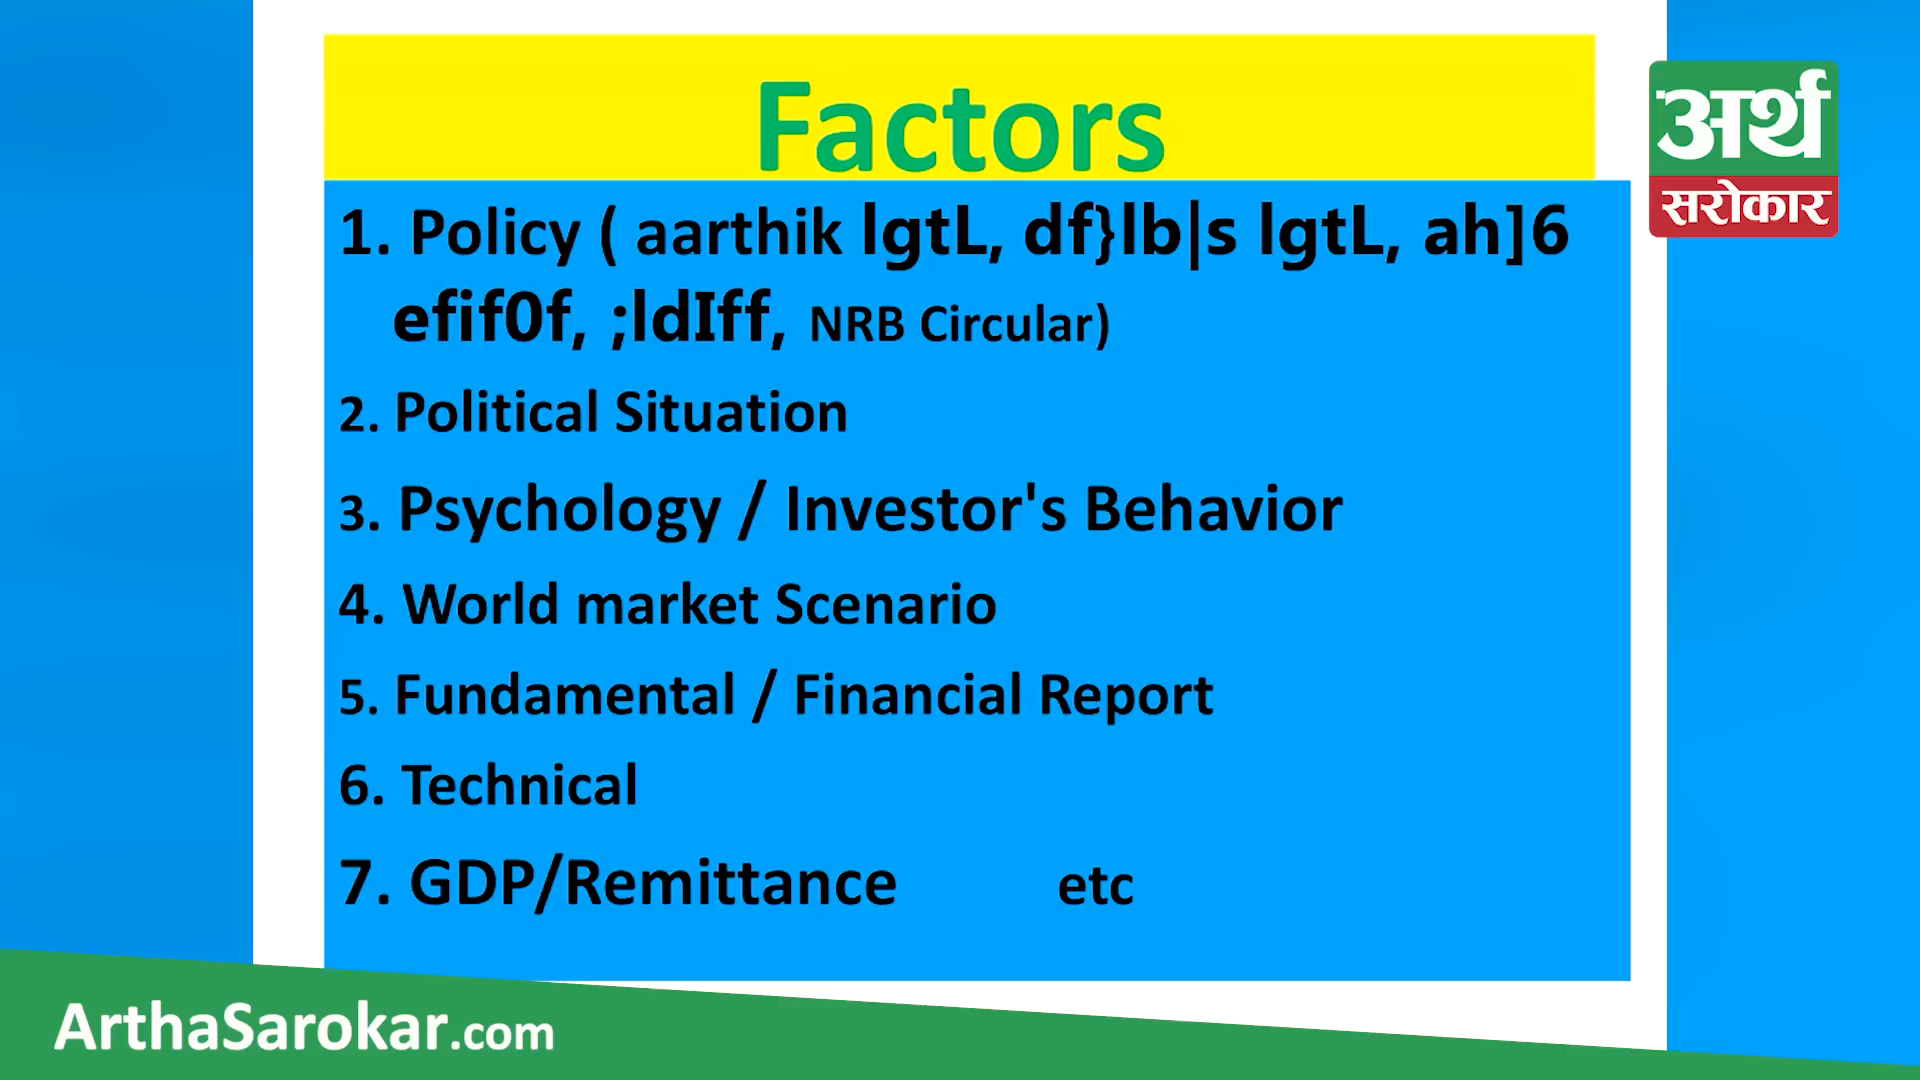 Factors
अर्थ
सरोकार
1. Policy ( aarthik lgtL, df}lb|s lgtL, ah]6
efif0f, ;ldIff, NRB Circular)
2. Political Situation
3. Psychology / Investor's Behavior
4. World market Scenario
5. Fundamental / Financial Report
6. Technical
7. GDP/Remittance etc
ArthaSarokar.com